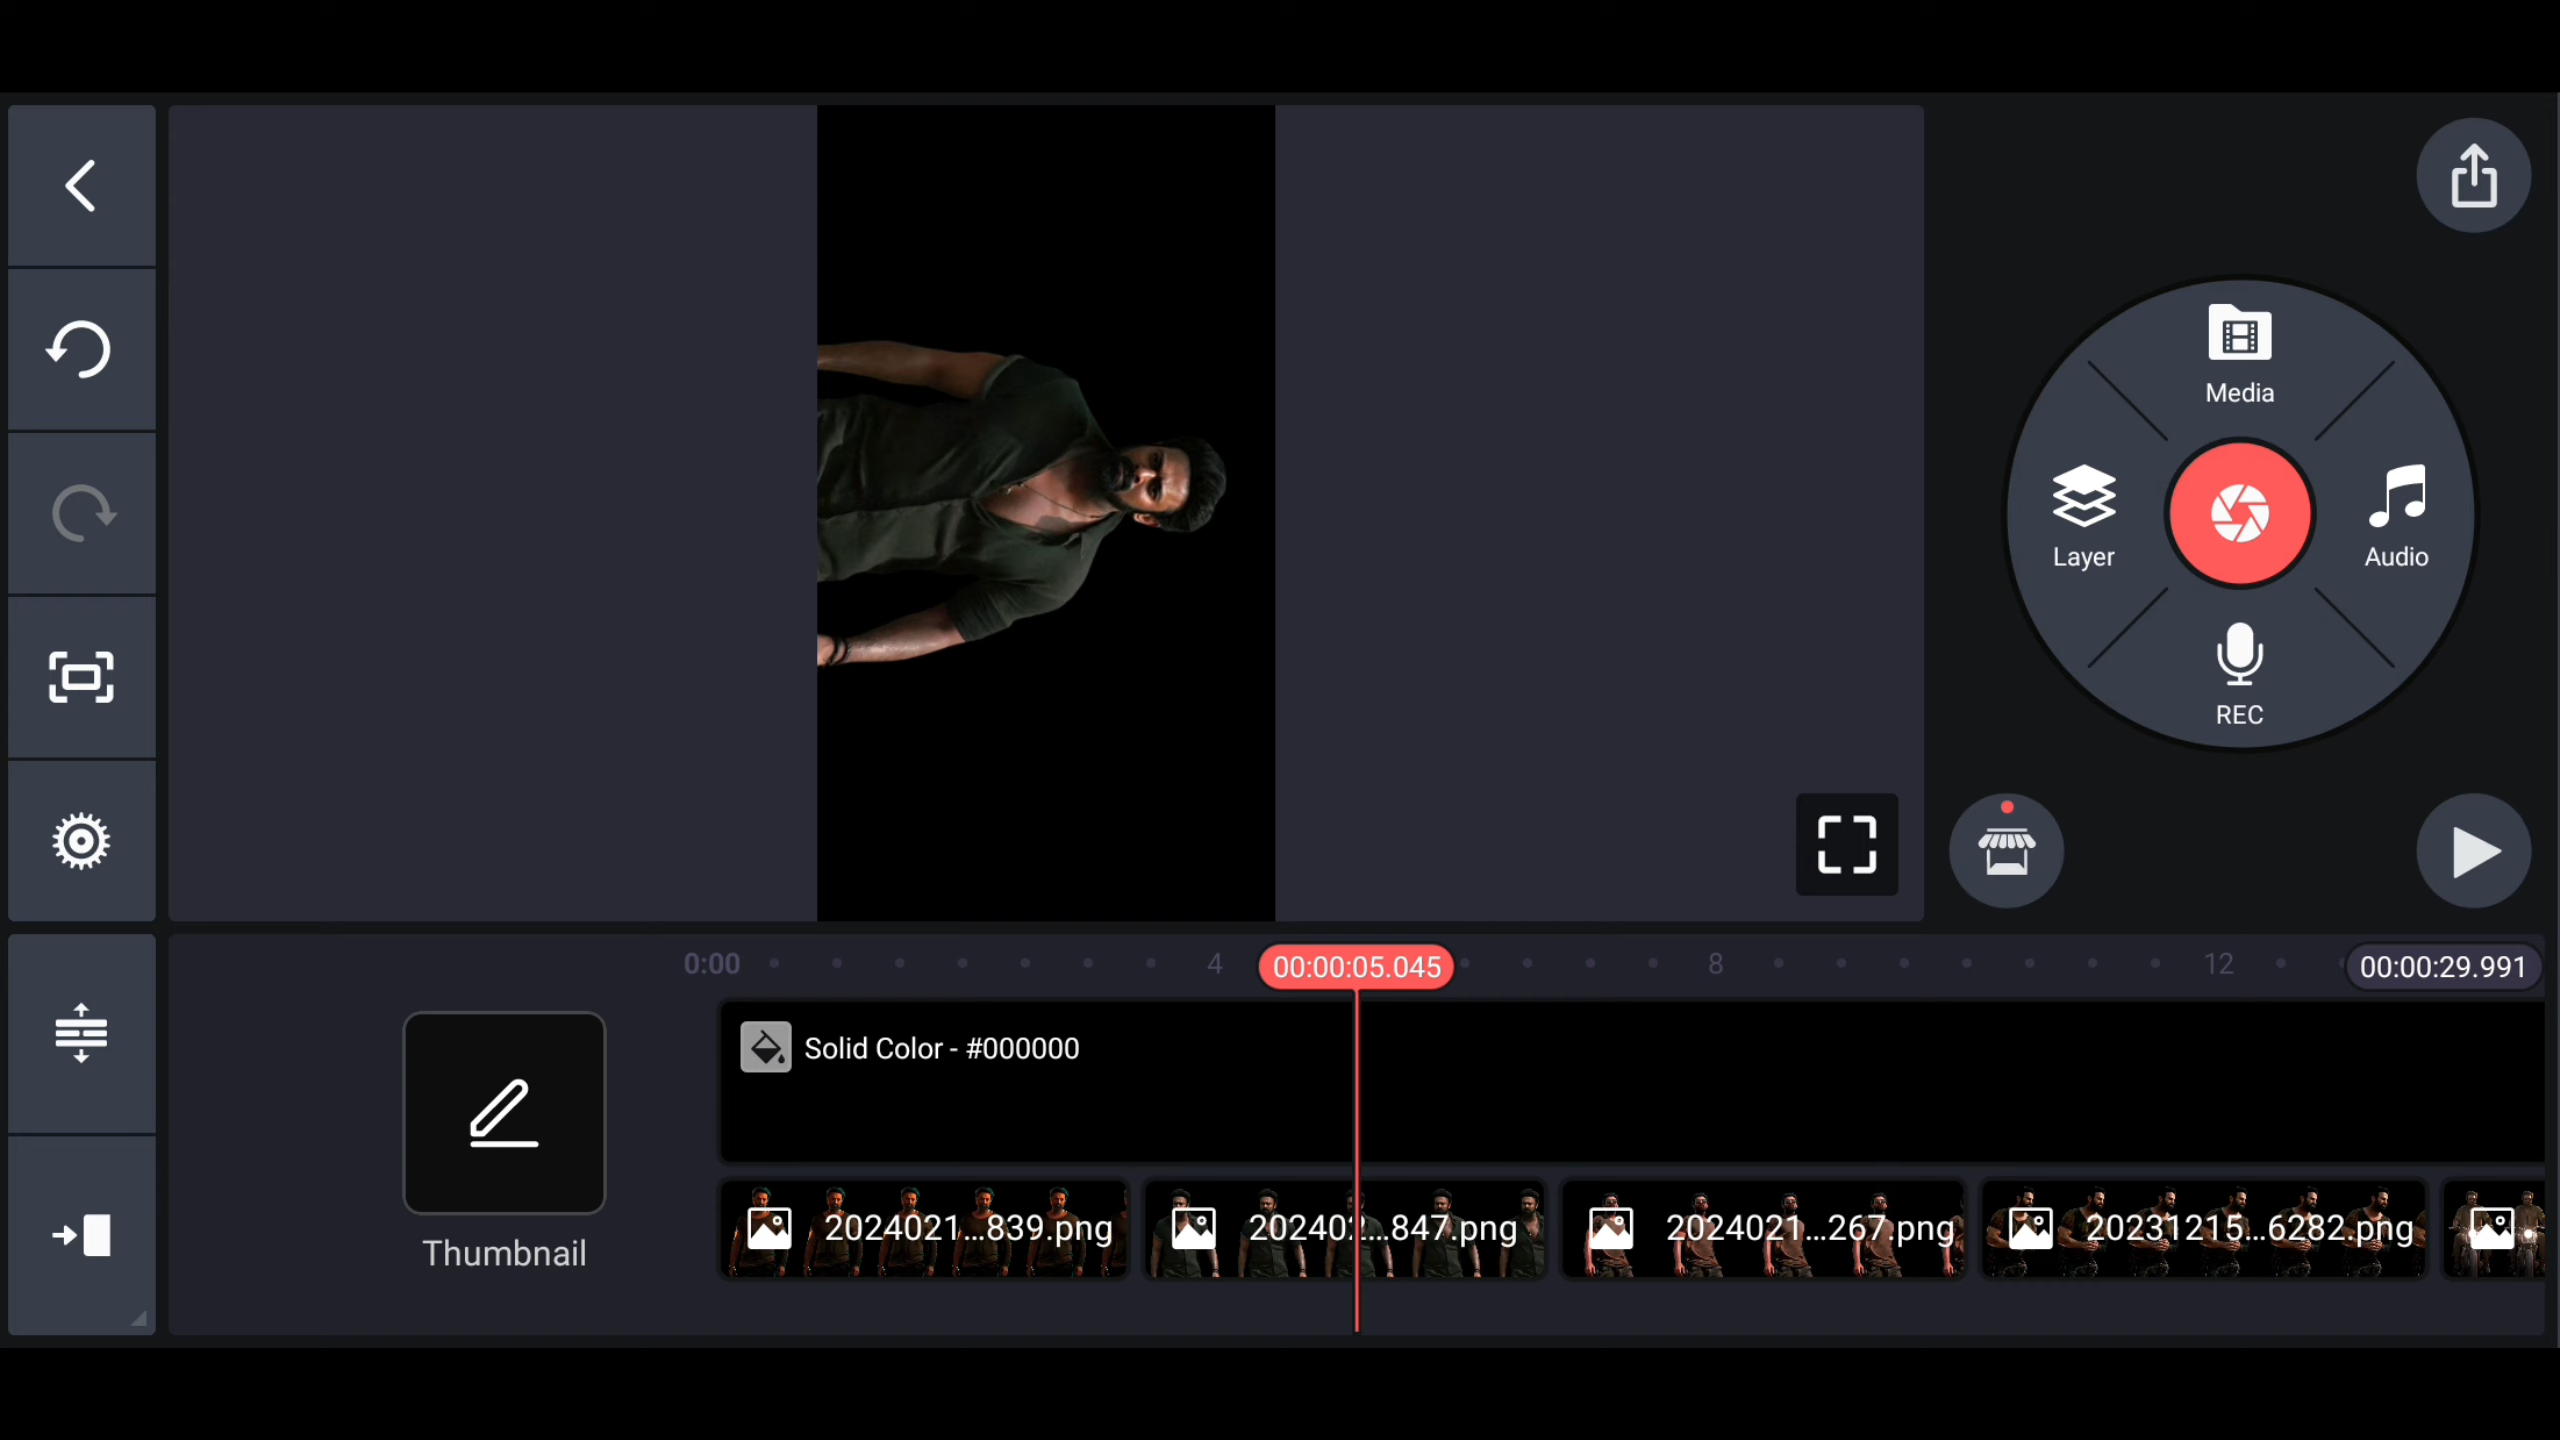 Media
Layer
Audio
REC
0:00
4
00:00:05.045
8
12
00:00:29.991
Solid Color - #000000
Thumbnail
2024021...839.png
202402...847.png
2024021...267.png
20231215...6282.png